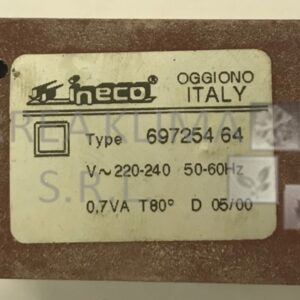 ineco®
OGGIONO
ITALY
Type 697254 64
V~220-240 50-60Hz
0,7VA T80° D 05/00
S.R.L.